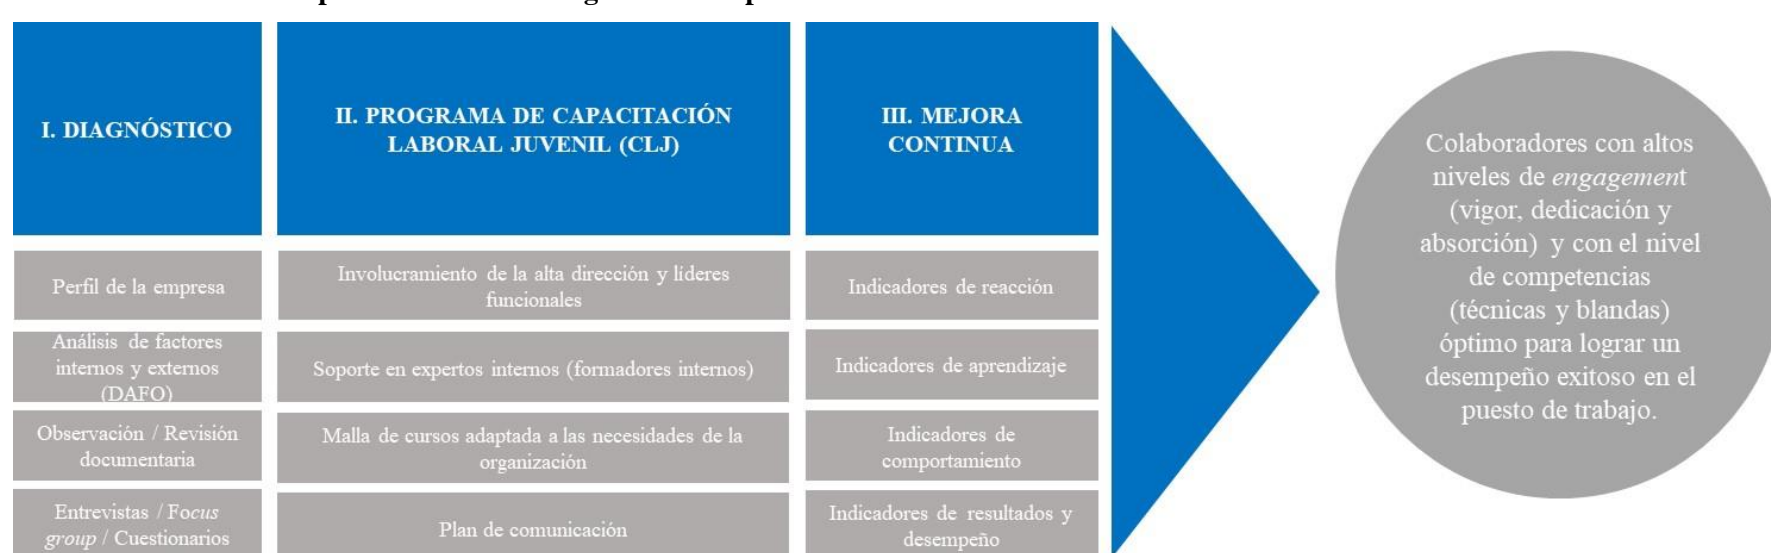 I. DIAGNÓSTICO
II. PROGRAMA DE CAPACITACIÓN
LABORAL JUVENIL (CLJ)
III. MEJORA
CONTINUA
Perfil de la empresa
Involucramiento de la alta dirección y líderes
funcionales
Indicadores de reacción
Análisis de factores
internos y externos
(DAFO)
Soporte en expertos internos (formadores internos)
Indicadores de aprendizaje
Observación / Revisión
documentaria
Malla de cursos adaptada a las necesidades de la
organización
Indicadores de
comportamiento
Entrevistas / Focus
group / Cuestionarios
Plan de comunicación
Indicadores de resultados y
desempeño
Colaboradores con altos
niveles de engagement
(vigor, dedicación y
absorción) y con el nivel
de competencias
(técnicas y blandas)
óptimo para lograr un
desempeño exitoso en el
puesto de trabajo.